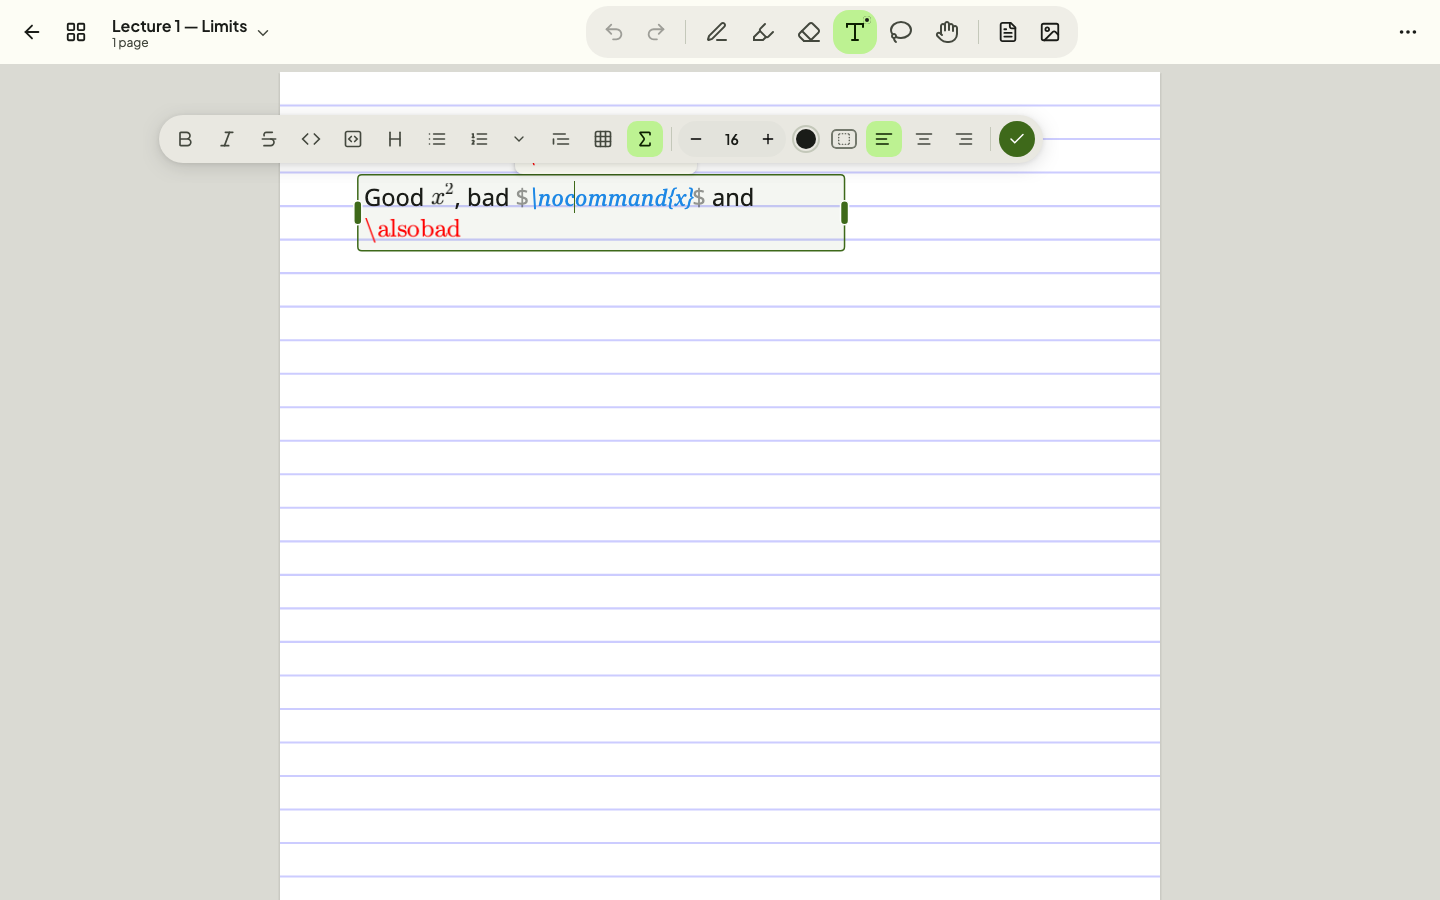 Lecture 1 — Limits
1 page
16
Good x², bad $\nocommand{x}$ and
\alsobad